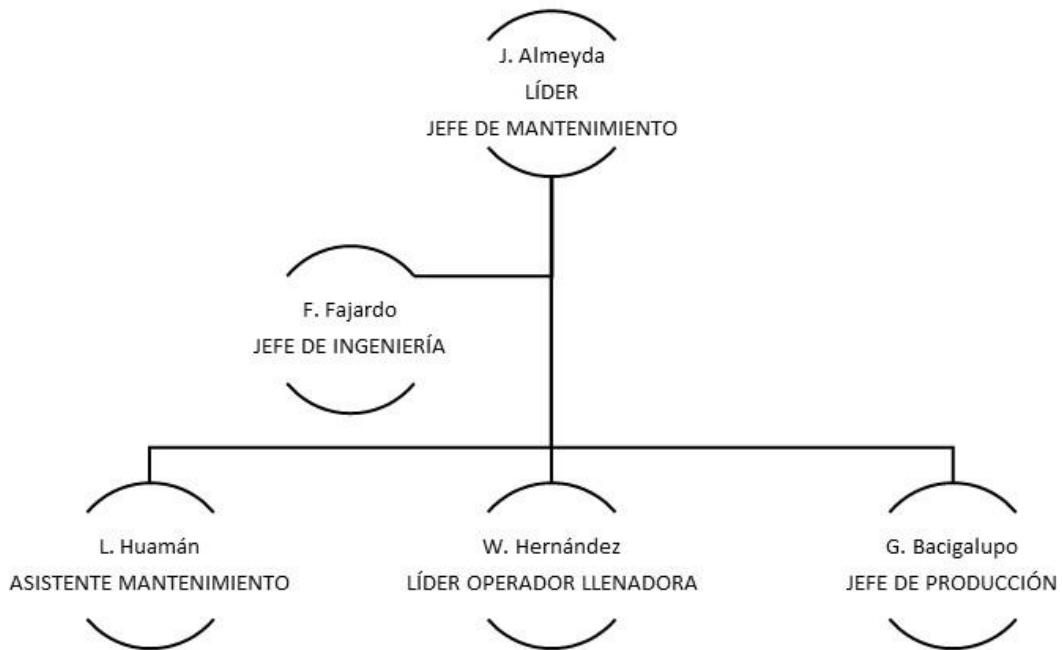 J. Almeyda
LÍDER
JEFE DE MANTENIMIENTO
F. Fajardo
JEFE DE INGENIERÍA
L. Huamán
ASISTENTE MANTENIMIENTO
W. Hernández
LÍDER OPERADOR LLENADORA
G. Bacigalupo
JEFE DE PRODUCCIÓN